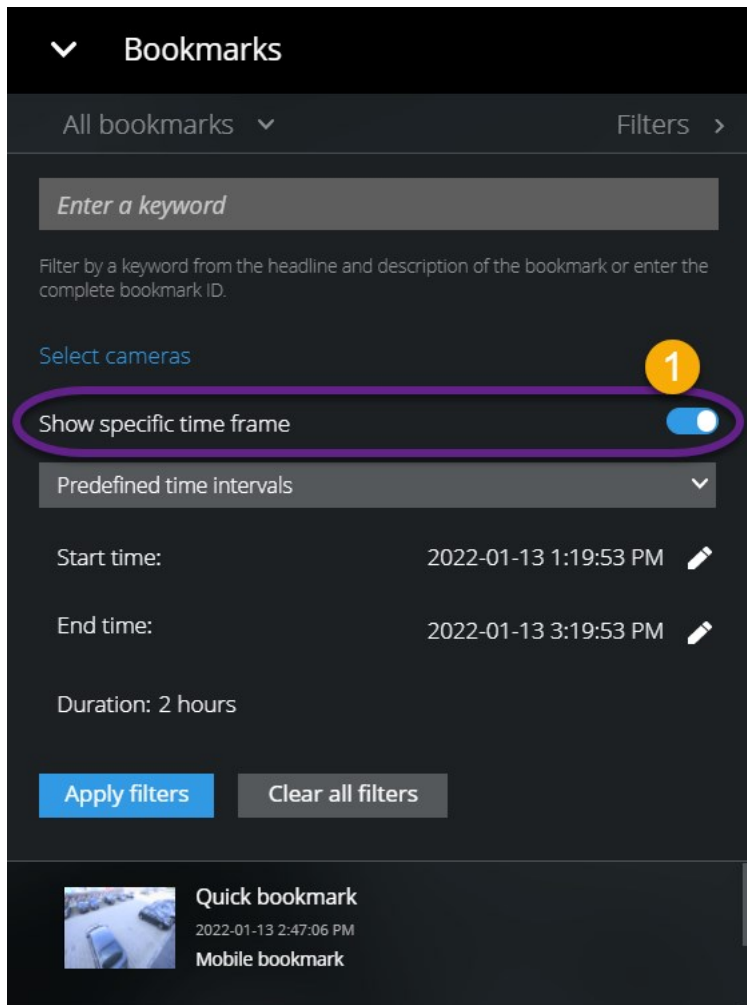 Bookmarks
All bookmarks
Filters
Enter a keyword
Filter by a keyword from the headline and description of the bookmark or enter the
complete bookmark ID.
Select cameras
1
Show specific time frame
Predefined time intervals
Start time: 2022-01-13 1:19:53 PM
End time: 2022-01-13 3:19:53 PM
Duration: 2 hours
Apply filters Clear all filters
Quick bookmark
2022-01-13 2:47:06 PM
Mobile bookmark